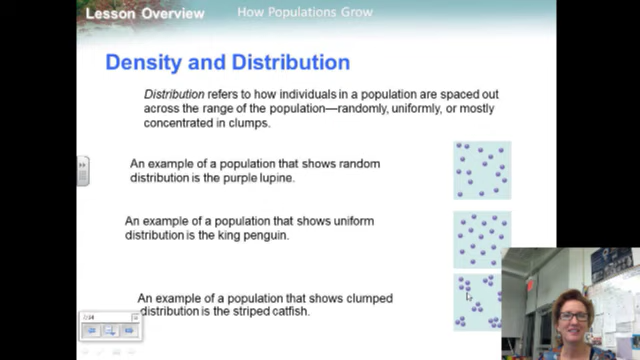 Lesson Overview
How Populations Grow
Density and Distribution
Distribution refers to how individuals in a population are spaced out
across the range of the population—randomly, uniformly, or mostly
concentrated in clumps.
An example of a population that shows random
distribution is the purple lupine.
An example of a population that shows uniform
distribution is the king penguin.
An example of a population that shows clumped
distribution is the striped catfish.